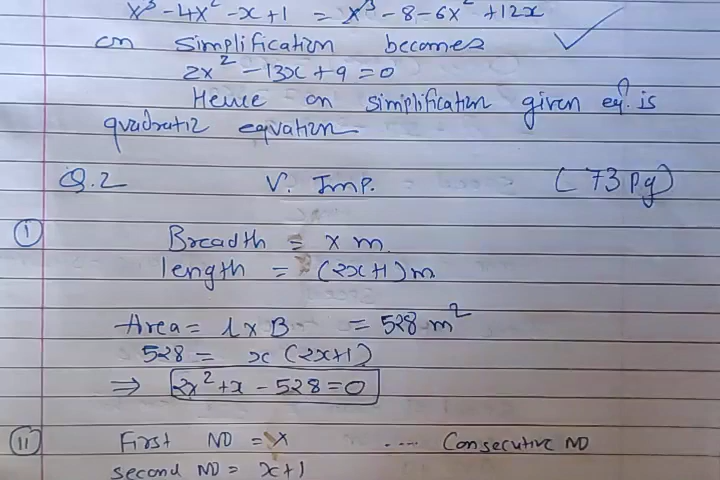 x³ - 4x² - x + 1 = x³ - 8 - 6x² + 12x
on simplification becomes
2x² - 13x + 9 = 0
Hence on simplification given eqⁿ. is
quadratic equation
Q.2 V. Imp. (73 Pg)
(i) Breadth = x m.
length = (2x+1) m
Area = l x B = 528 m²
528 = x (2x+1)
⇒ 2x² + x - 528 = 0
(ii) First NO = x .... Consecutive NO
second NO = x+1